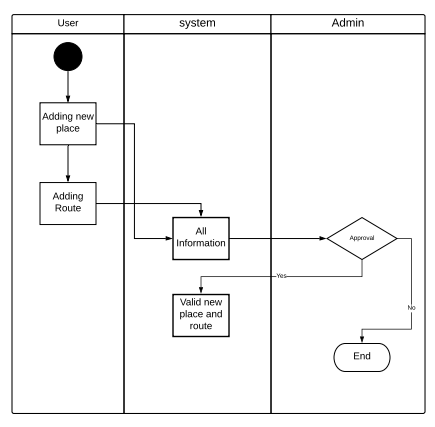 User
system
Admin
Adding new
place
Adding
Route
All
Information
Approval
Yes
Valid new
place and
route
No
End